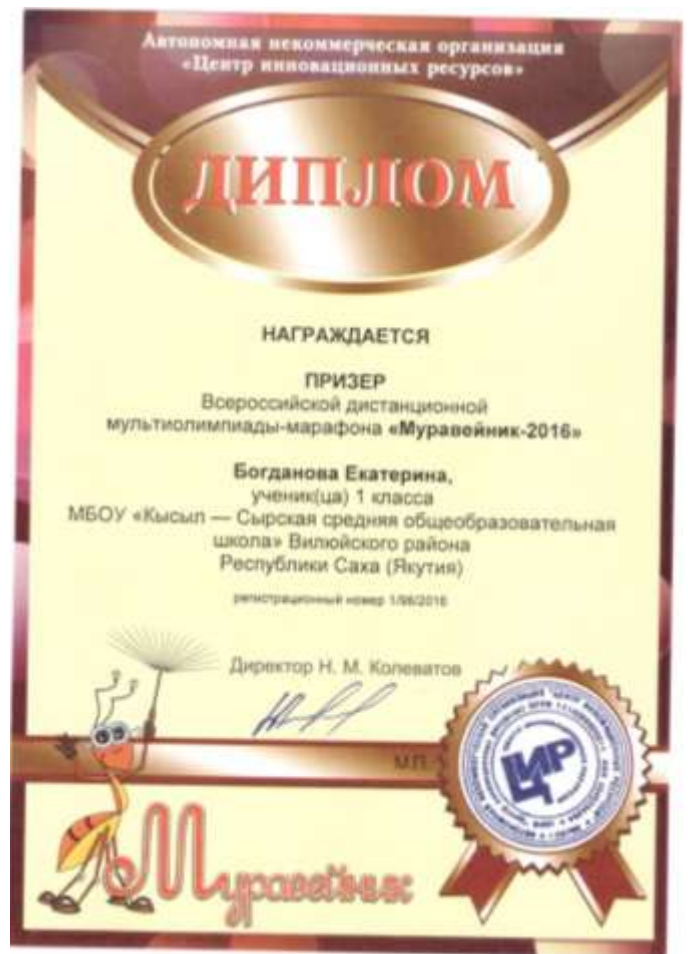 Автономная некоммерческая организация
«Центр инновационных ресурсов»
ДИПЛОМ
НАГРАЖДАЕТСЯ
ПРИЗЕР
Всероссийской дистанционной
мультиолимпиады-марафона «Муравейник-2016»
Богданова Екатерина,
ученик(ца) 1 класса
МБОУ «Кысыл — Сырская средняя общеобразовательная
школа» Вилюйского района
Республики Саха (Якутия)
регистрационный номер 1/98/2016
Директор Н. М. Колеватов
М.П.
ЦИР
Муравейник